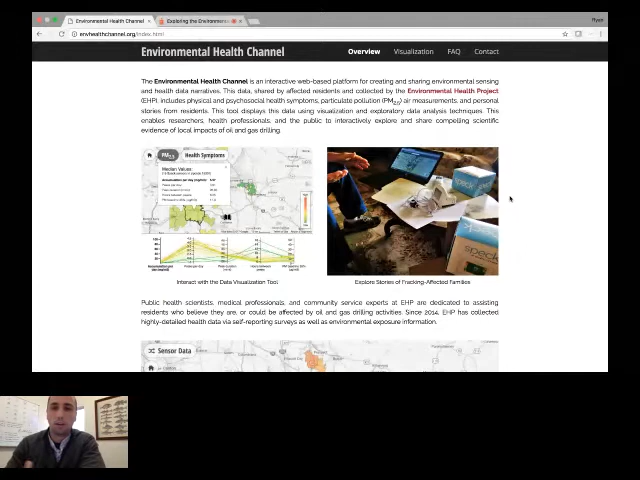 Environmental Health Channel
Exploring the Environmen
Ryan
envhealthchannel.org/index.html
Environmental Health Channel
Overview Visualization FAQ Contact
The Environmental Health Channel is an interactive web-based platform for creating and sharing environmental sensing
and health data narratives. This data, shared by affected residents and collected by the Environmental Health Project
(EHP), includes physical and psychosocial health symptoms, particulate pollution (PM2.5) air measurements, and personal
stories from residents. This tool displays this data using visualization and exploratory data analysis techniques. This
enables researchers, health professionals, and the public to interactively explore and share compelling scientific
evidence of local impacts of oil and gas drilling.
PM2.5 Health Symptoms
Median Values:
speck
speck
Interact with the Data Visualization Tool
Explore Stories of Fracking-Affected Families
Public health scientists, medical professionals, and community service experts at EHP are dedicated to assisting
residents who believe they are, or could be affected by oil and gas drilling activities. Since 2014, EHP has collected
highly-detailed health data via self-reporting surveys as well as environmental exposure information.
Sensor Data